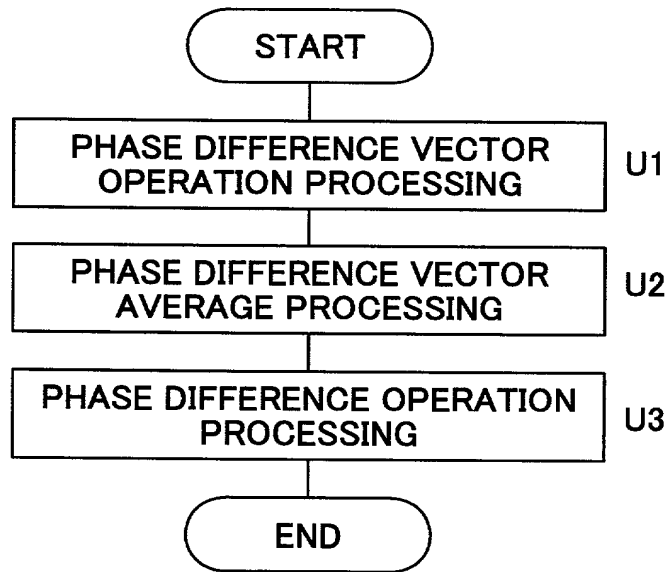 START
PHASE DIFFERENCE VECTOR
OPERATION PROCESSING
U1
PHASE DIFFERENCE VECTOR
AVERAGE PROCESSING
U2
PHASE DIFFERENCE OPERATION
PROCESSING
U3
END